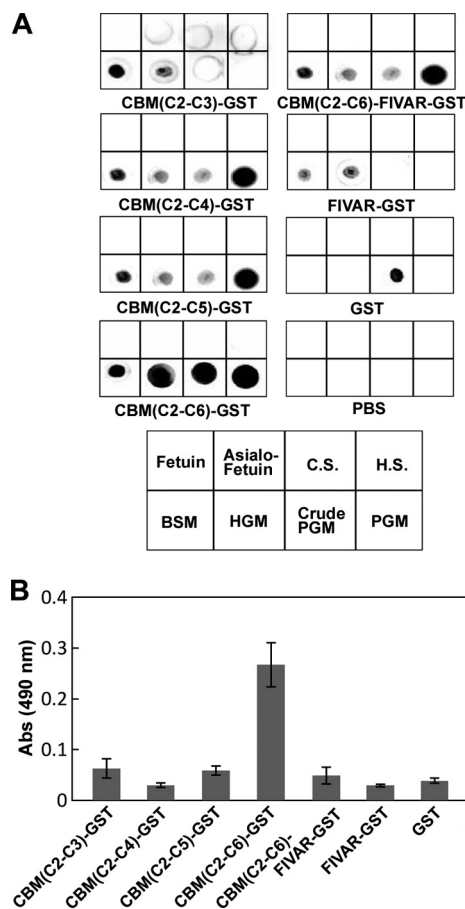 A
CBM(C2-C3)-GST
CBM(C2-C6)-FIVAR-GST
CBM(C2-C4)-GST
FIVAR-GST
CBM(C2-C5)-GST
GST
CBM(C2-C6)-GST
PBS
Fetuin
Asialo-
Fetuin
C.S.
H.S.
BSM
HGM
Crude
PGM
PGM
B
Abs (490 nm)
0.4
0.3
0.2
0.1
0
CBM(C2-C3)-GST
CBM(C2-C4)-GST
CBM(C2-C5)-GST
CBM(C2-C6)-GST
CBM(C2-C6)-
FIVAR-GST
FIVAR-GST
GST